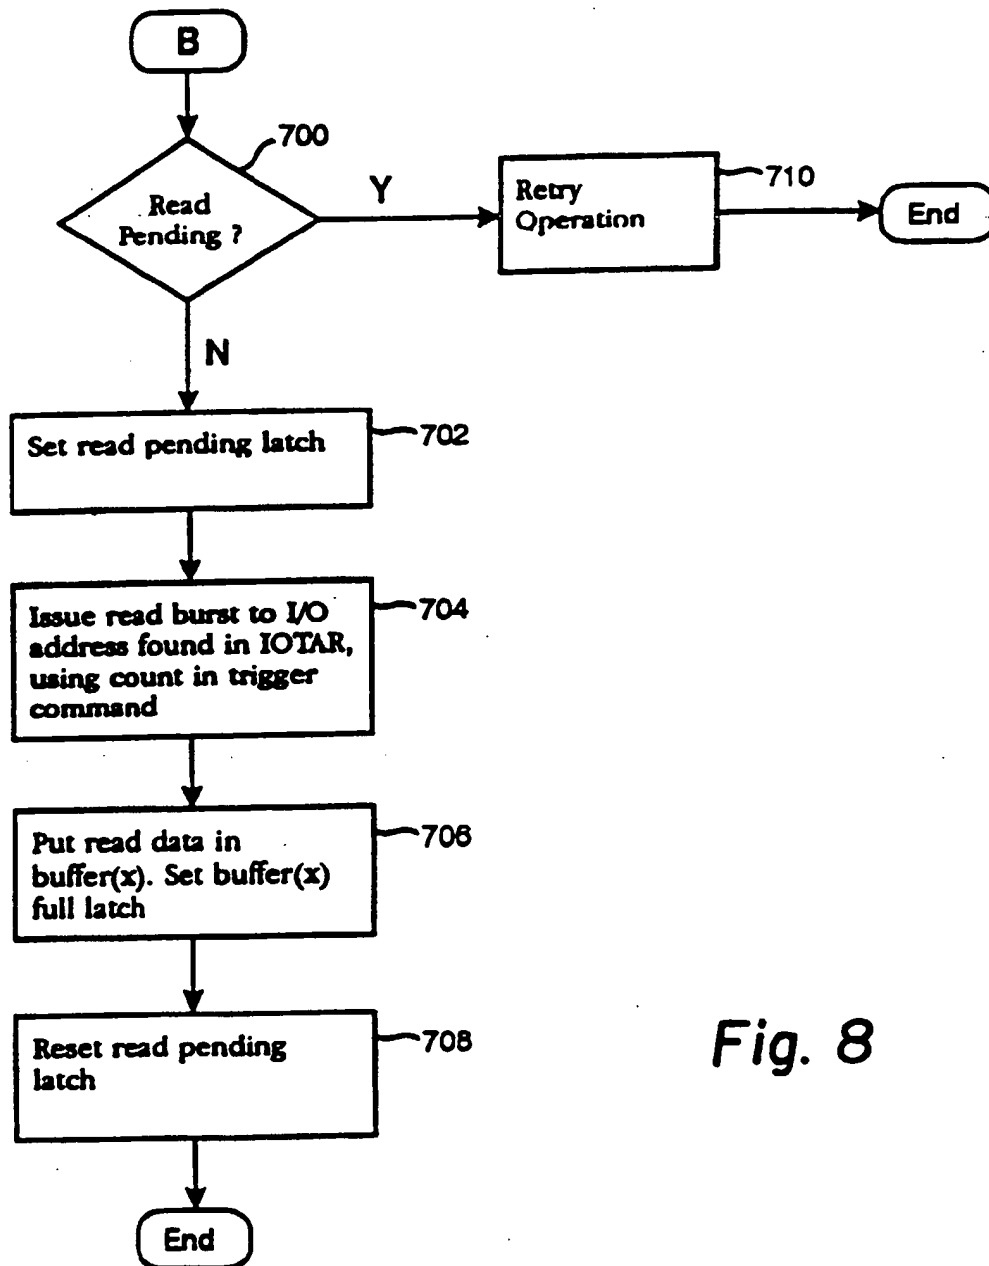 B
700
Read
Pending ?
Y
Retry
Operation
710
End
N
Set read pending latch
702
Issue read burst to I/O
address found in IOTAR,
using count in trigger
command
704
Put read data in
buffer(x). Set buffer(x)
full latch
706
Reset read pending
latch
708
End
Fig. 8